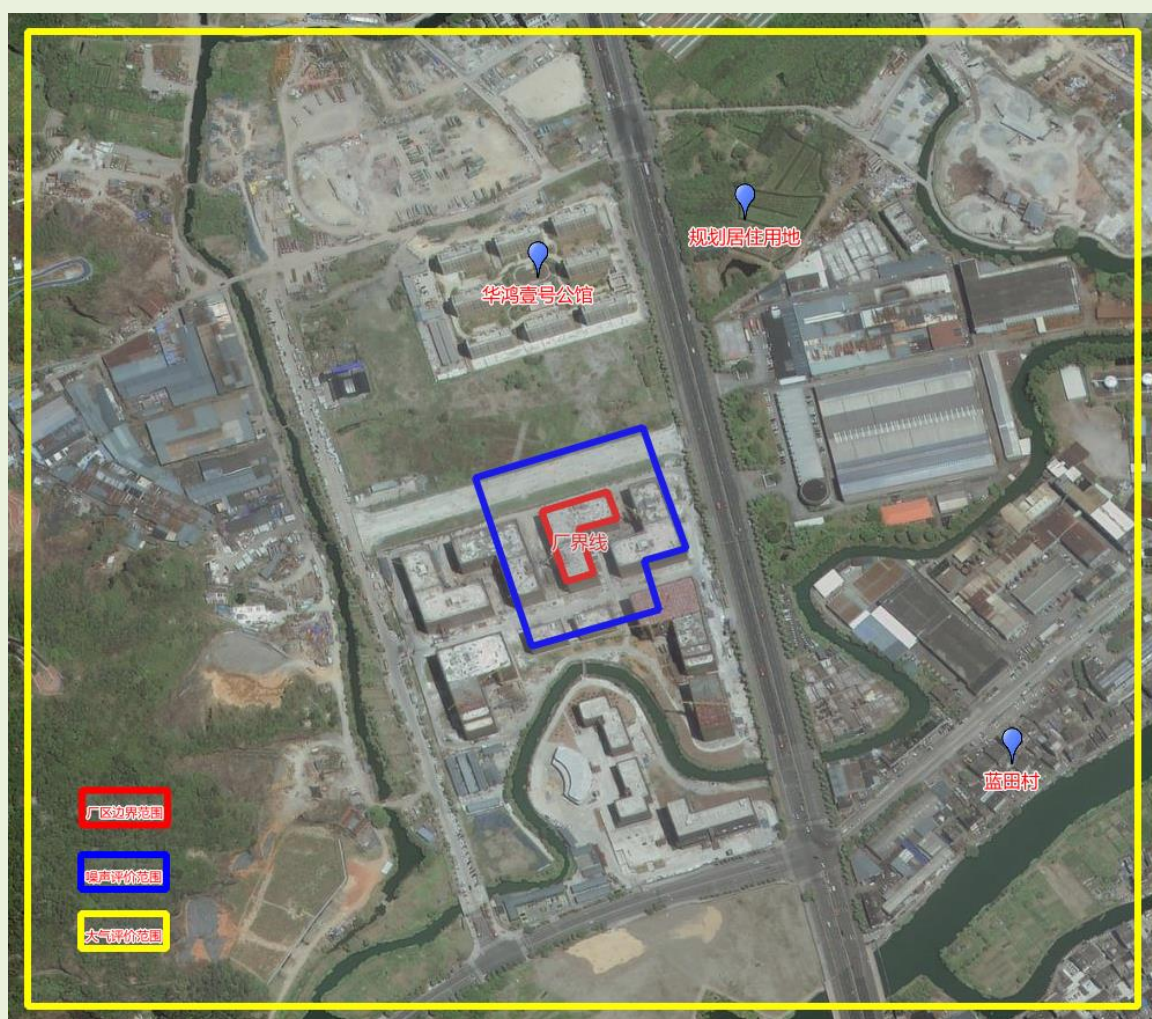 规划居住用地
华鸿壹号公馆
厂界线
蓝田村
厂区边界范围
噪声评价范围
大气评价范围